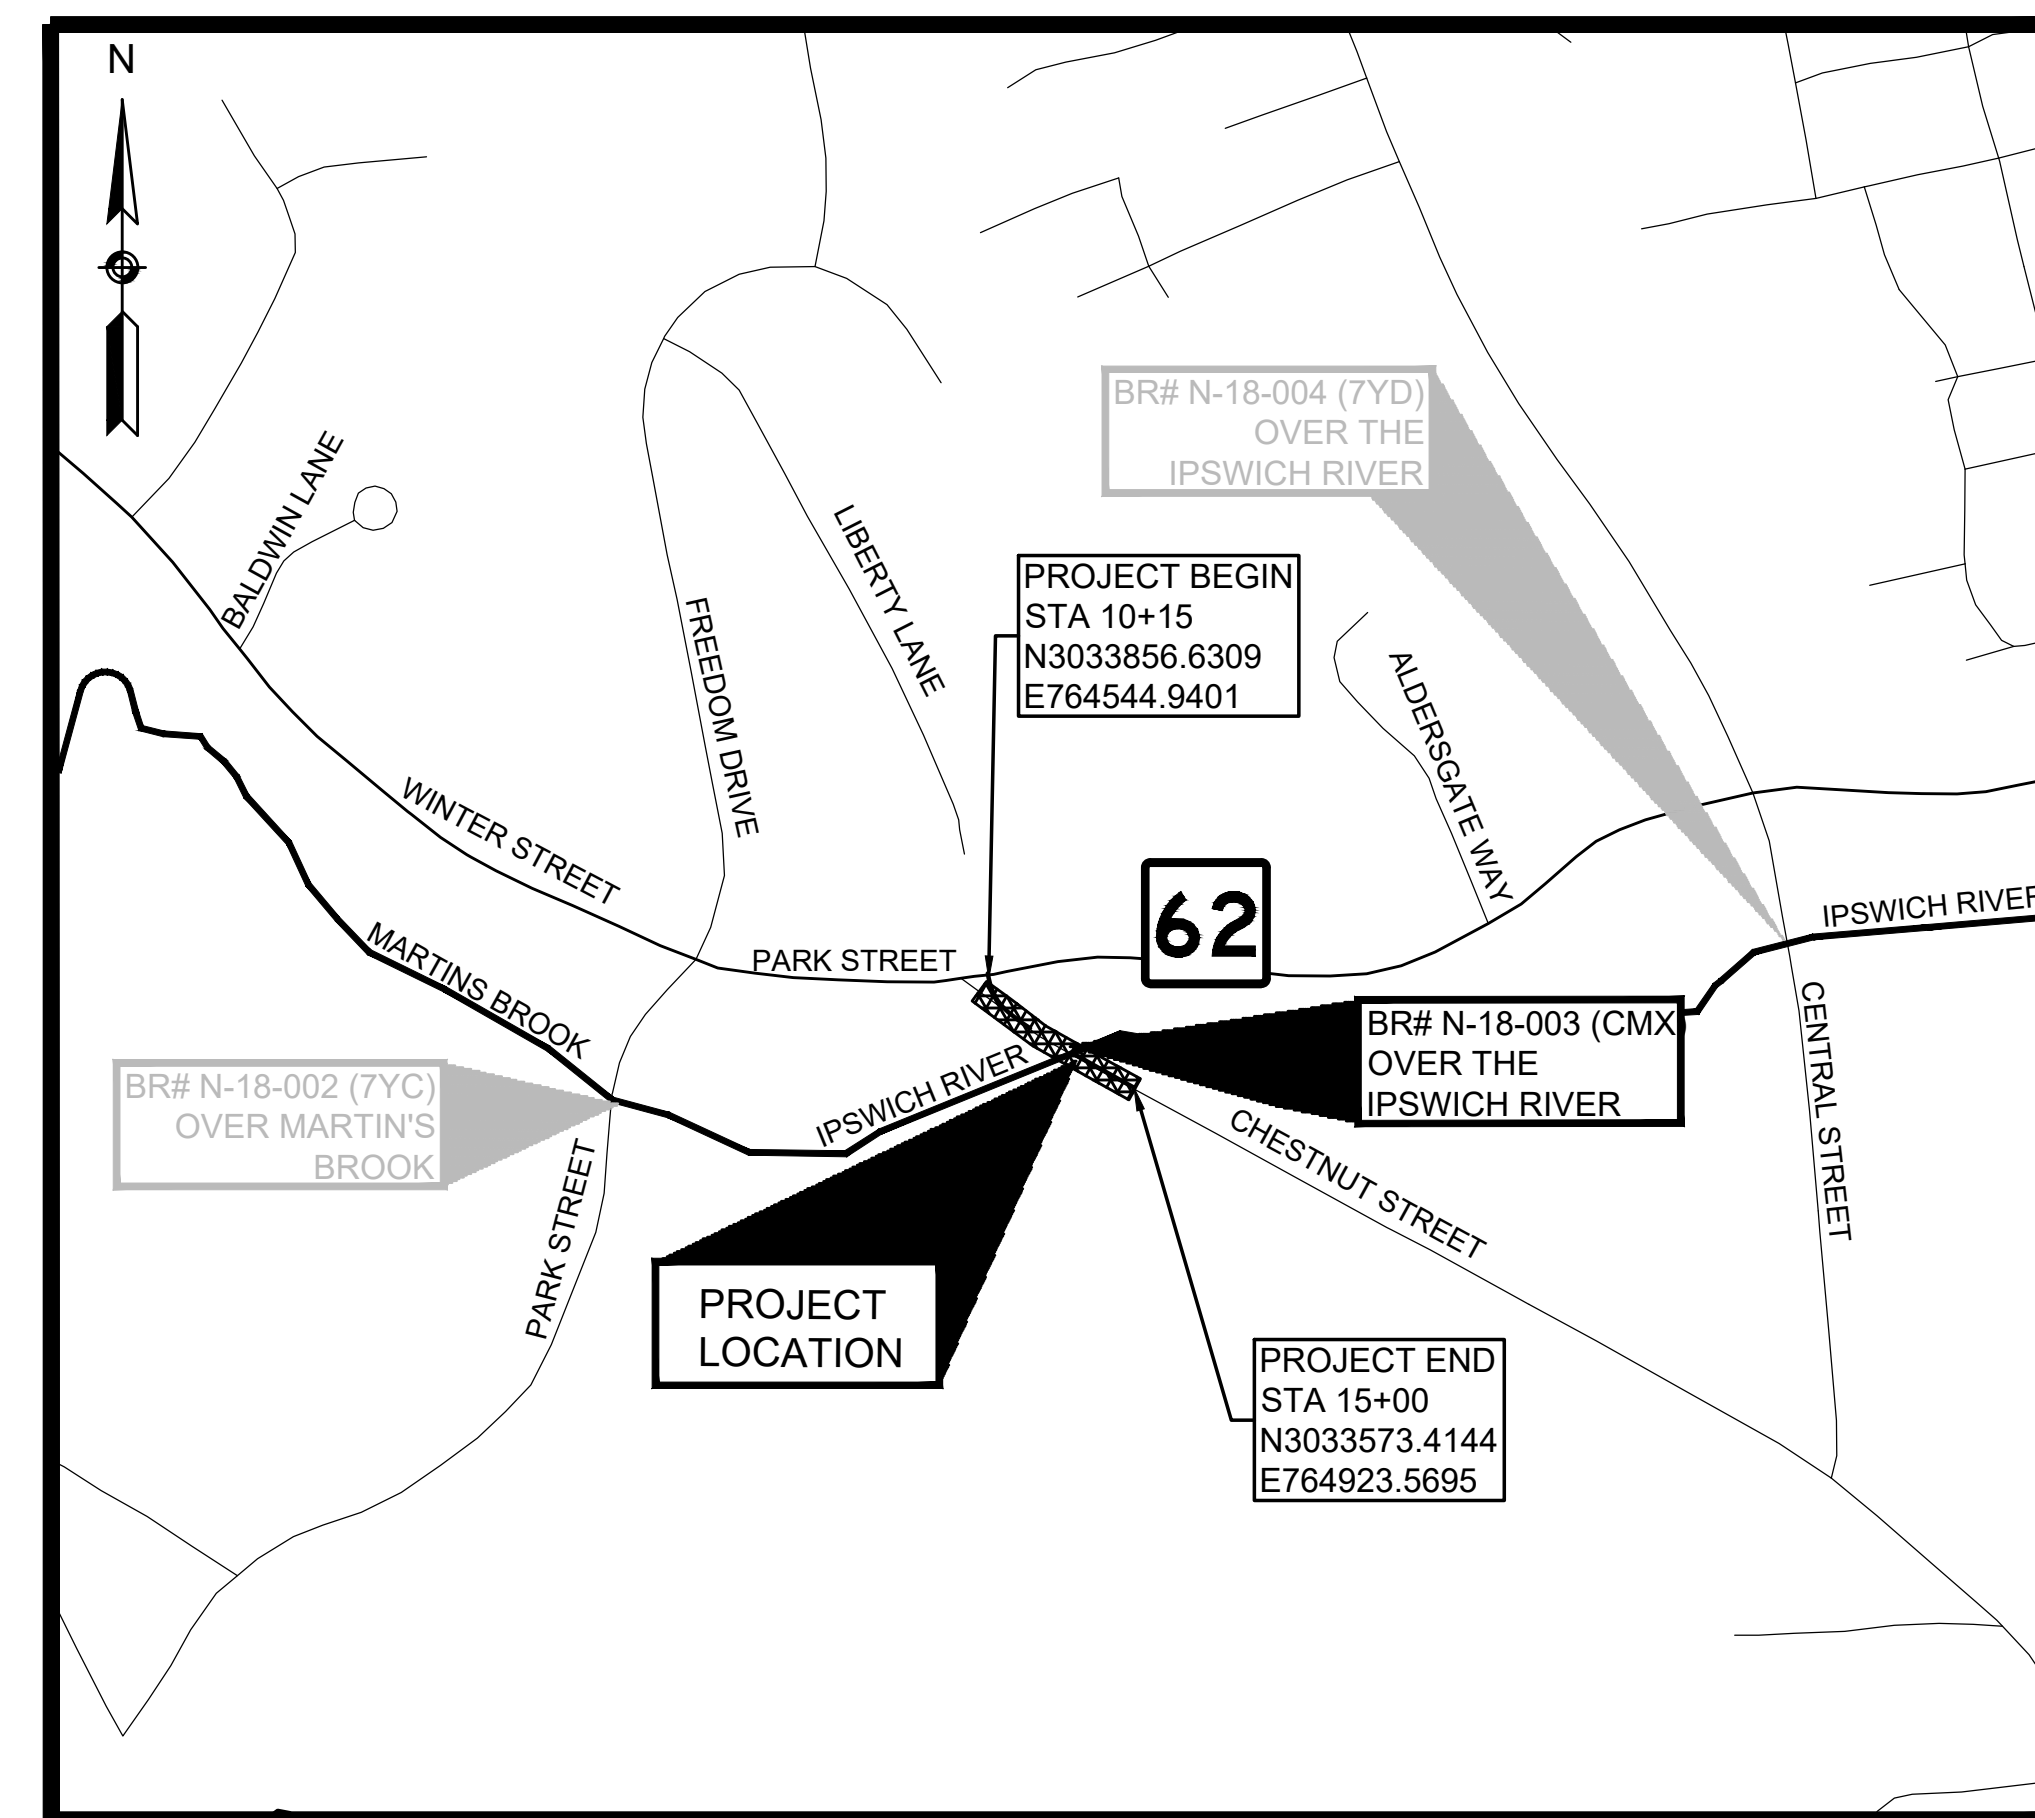 N
BR# N-18-004 (7YD)
OVER THE
IPSWICH RIVER
BALDWIN LANE
LIBERTY LANE
FREEDOM DRIVE
PROJECT BEGIN
STA 10+15
N3033856.6309
E764544.9401
ALDERSGATE WAY
WINTER STREET
62
IPSWICH RIVER
PARK STREET
MARTINS BROOK
BR# N-18-003 (CMX
OVER THE
IPSWICH RIVER
CENTRAL STREET
IPSWICH RIVER
BR# N-18-002 (7YC)
OVER MARTIN'S
BROOK
CHESTNUT STREET
PARK STREET
PROJECT
LOCATION
PROJECT END
STA 15+00
N3033573.4144
E764923.5695